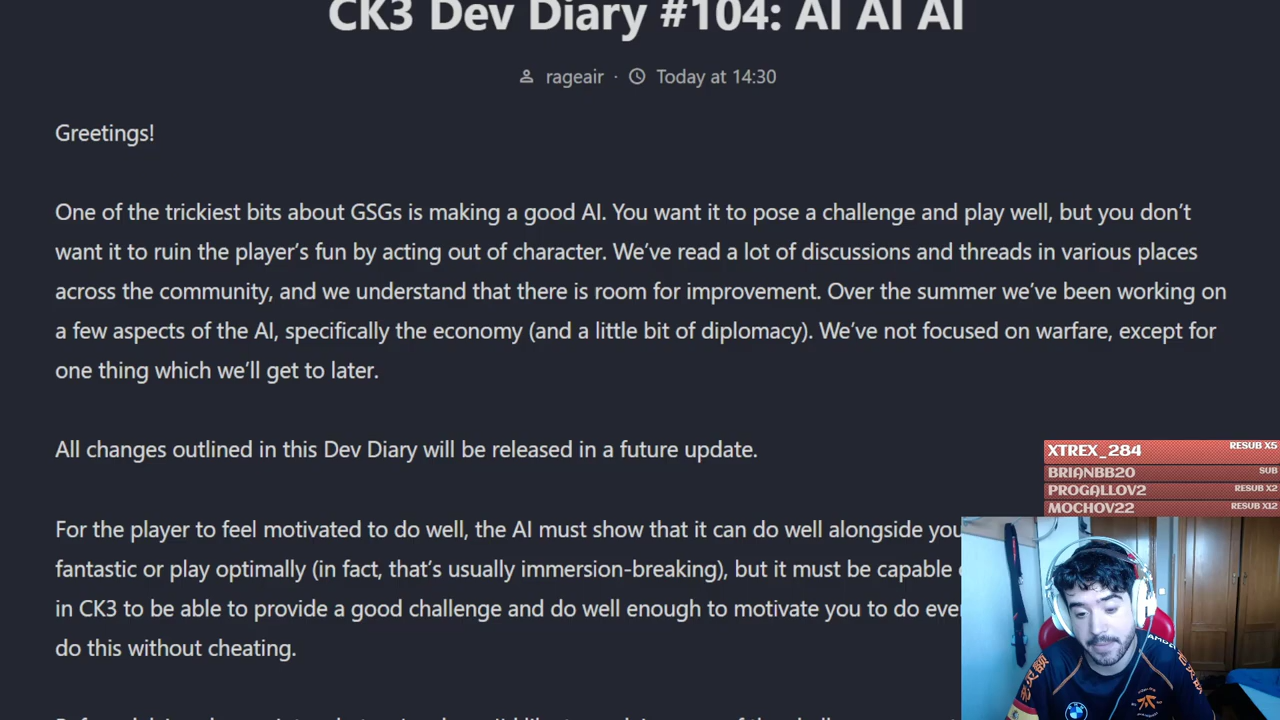 CK3 Dev Diary #104: AI AI AI
rageair · Today at 14:30
Greetings!
One of the trickiest bits about GSGs is making a good AI. You want it to pose a challenge and play well, but you don't
want it to ruin the player's fun by acting out of character. We've read a lot of discussions and threads in various places
across the community, and we understand that there is room for improvement. Over the summer we've been working on
a few aspects of the AI, specifically the economy (and a little bit of diplomacy). We've not focused on warfare, except for
one thing which we'll get to later.
All changes outlined in this Dev Diary will be released in a future update.
For the player to feel motivated to do well, the AI must show that it can do well alongside you
fantastic or play optimally (in fact, that's usually immersion-breaking), but it must be capable
in CK3 to be able to provide a good challenge and do well enough to motivate you to do
do this without cheating.
XTREX_284 RESUB X5
BRIANBB20 SUB
PROGALLOV2 RESUB X2
MOCHOV22 RESUB X12